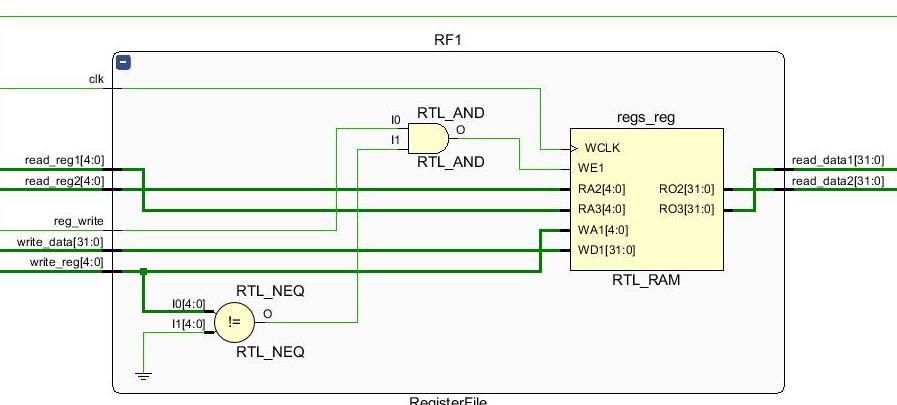 RF1
clk
regs_reg
RTL_AND
I0
O
I1
RTL_AND
WCLK
WE1
read_reg1[4:0]
read_data1[31:0]
read_reg2[4:0]
RA2[4:0]
RO2[31:0]
read_data2[31:0]
RA3[4:0]
RO3[31:0]
reg_write
WA1[4:0]
write_data[31:0]
WD1[31:0]
write_reg[4:0]
RTL_RAM
RTL_NEQ
I0[4:0]
O
!=
I1[4:0]
RTL_NEQ
RegisterFile